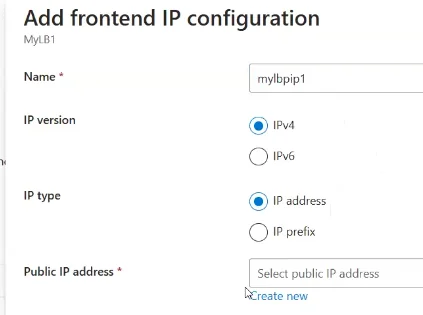 Add frontend IP configuration
MyLB1
Name *
mylbpip1
IP version
IPv4
IPv6
IP type
IP address
IP prefix
Public IP address *
Select public IP address
Create new